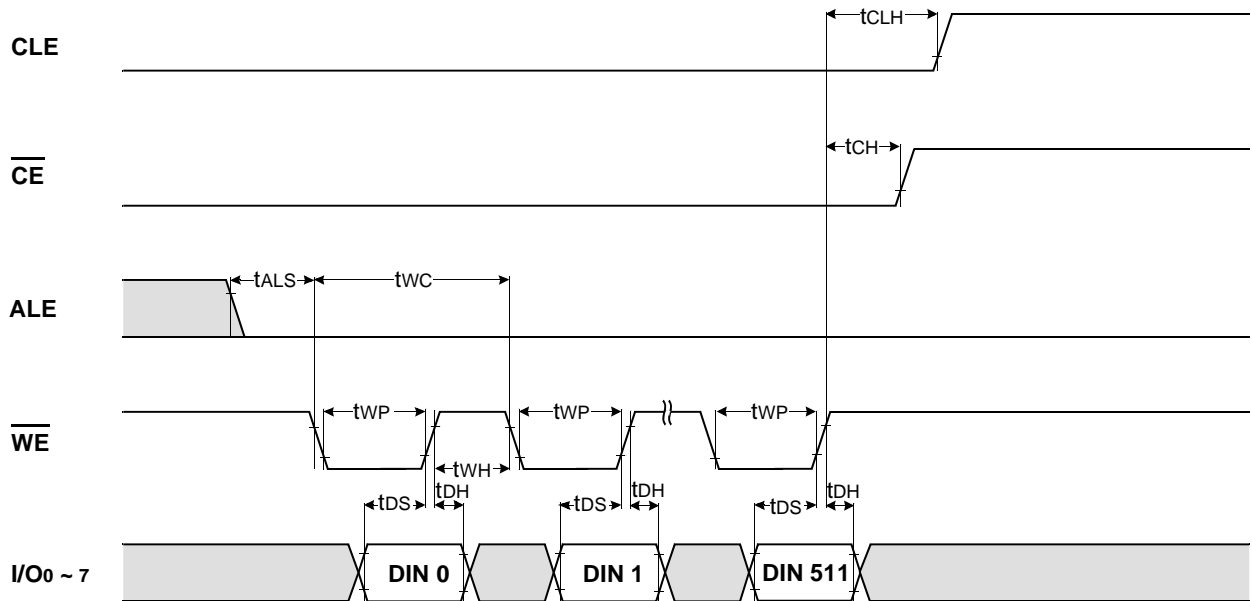 CLE
tCLH
CE
tCH
ALE
tALS
tWC
WE
tWP
tWP
tWP
tWH
tDS
tDH
tDS
tDH
tDS
tDH
I/O0 ~ 7
DIN 0
DIN 1
DIN 511